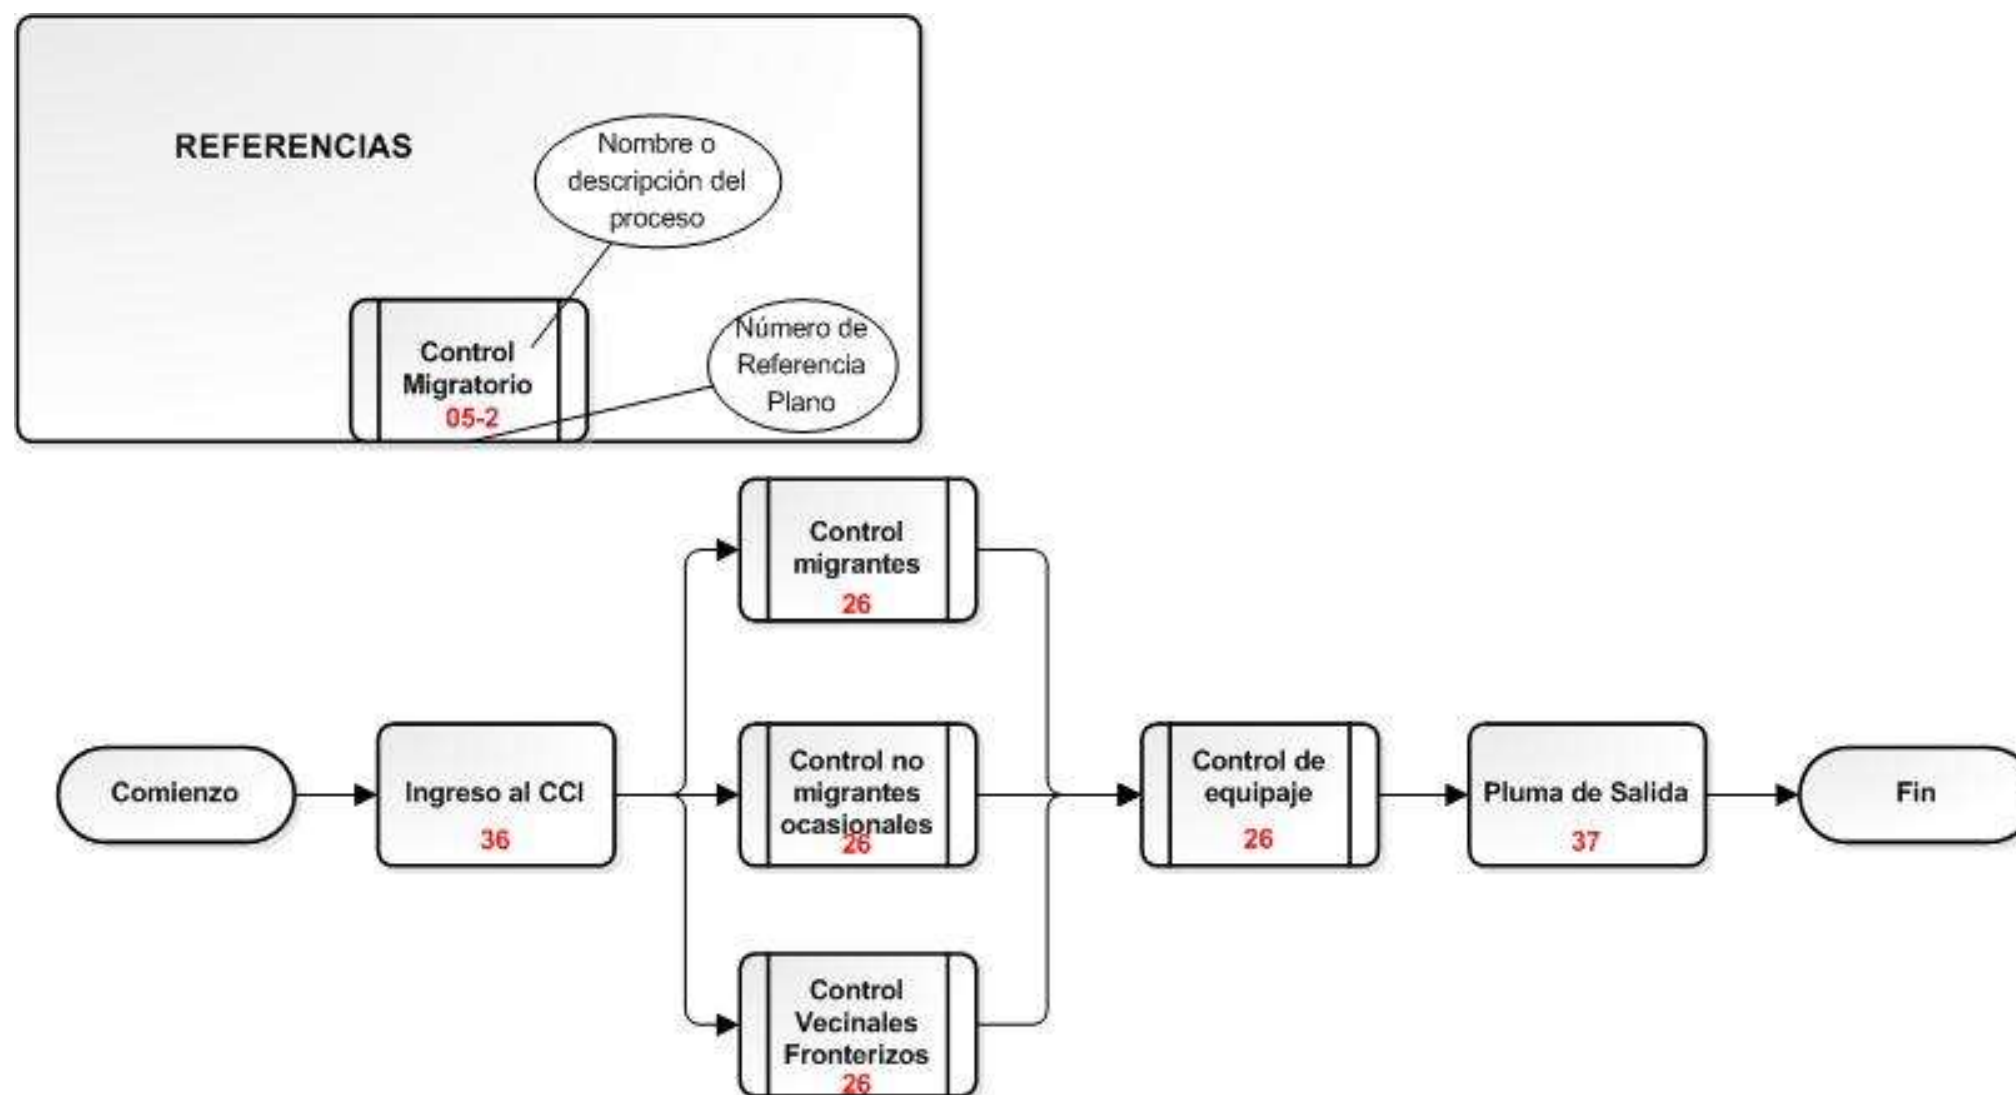 REFERENCIAS
Nombre o
descripción del
proceso
Control
Migratorio
05-2
Número de
Referencia
Plano
Control
migrantes
26
Comienzo
Ingreso al CCI
36
Control no
migrantes
ocasionales
26
Control
Vecinales
Fronterizos
26
Control de
equipaje
26
Pluma de Salida
37
Fin